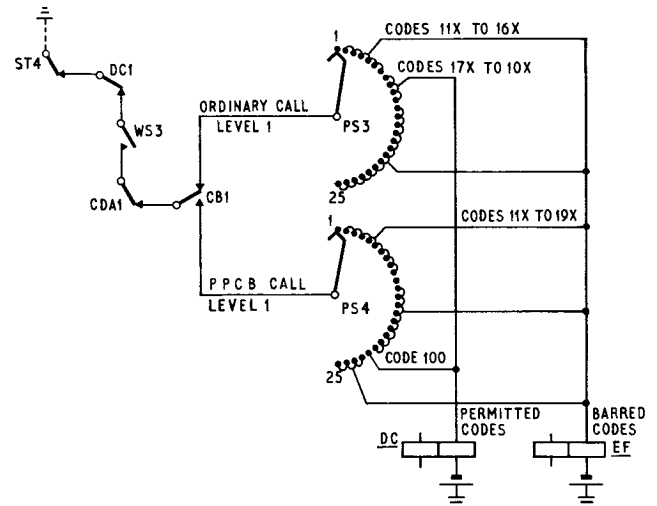 1
CODES 11X TO 16X
ST4
DC1
CODES 17X TO 10X
ORDINARY CALL
LEVEL 1
PS3
WS3
25
CDA1
CB1
1
CODES 11X TO 19X
PPCB CALL
LEVEL 1
PS4
CODE 100
25
PERMITTED
CODES
BARRED
CODES
DC
EF